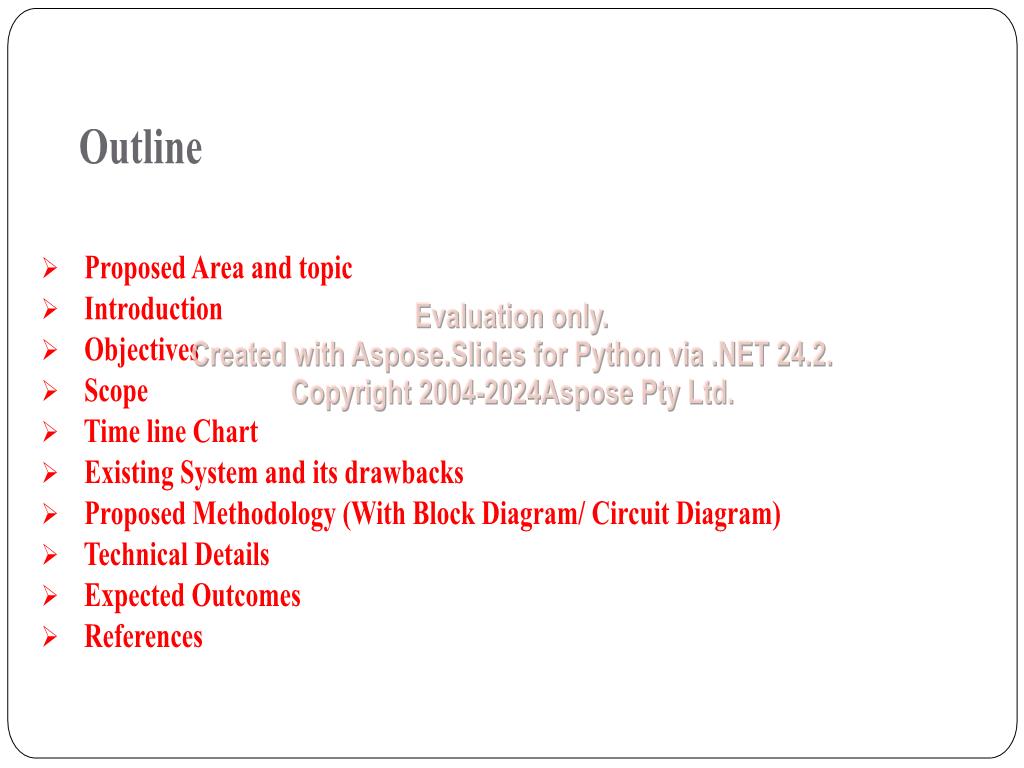 Outline
Proposed Area and topic
Introduction
Evaluation only.
Objectives
Created with Aspose.Slides for Python via .NET 24.2.
Scope
Copyright 2004-2024Aspose Pty Ltd.
Time line Chart
Existing System and its drawbacks
Proposed Methodology (With Block Diagram/ Circuit Diagram)
Technical Details
Expected Outcomes
References